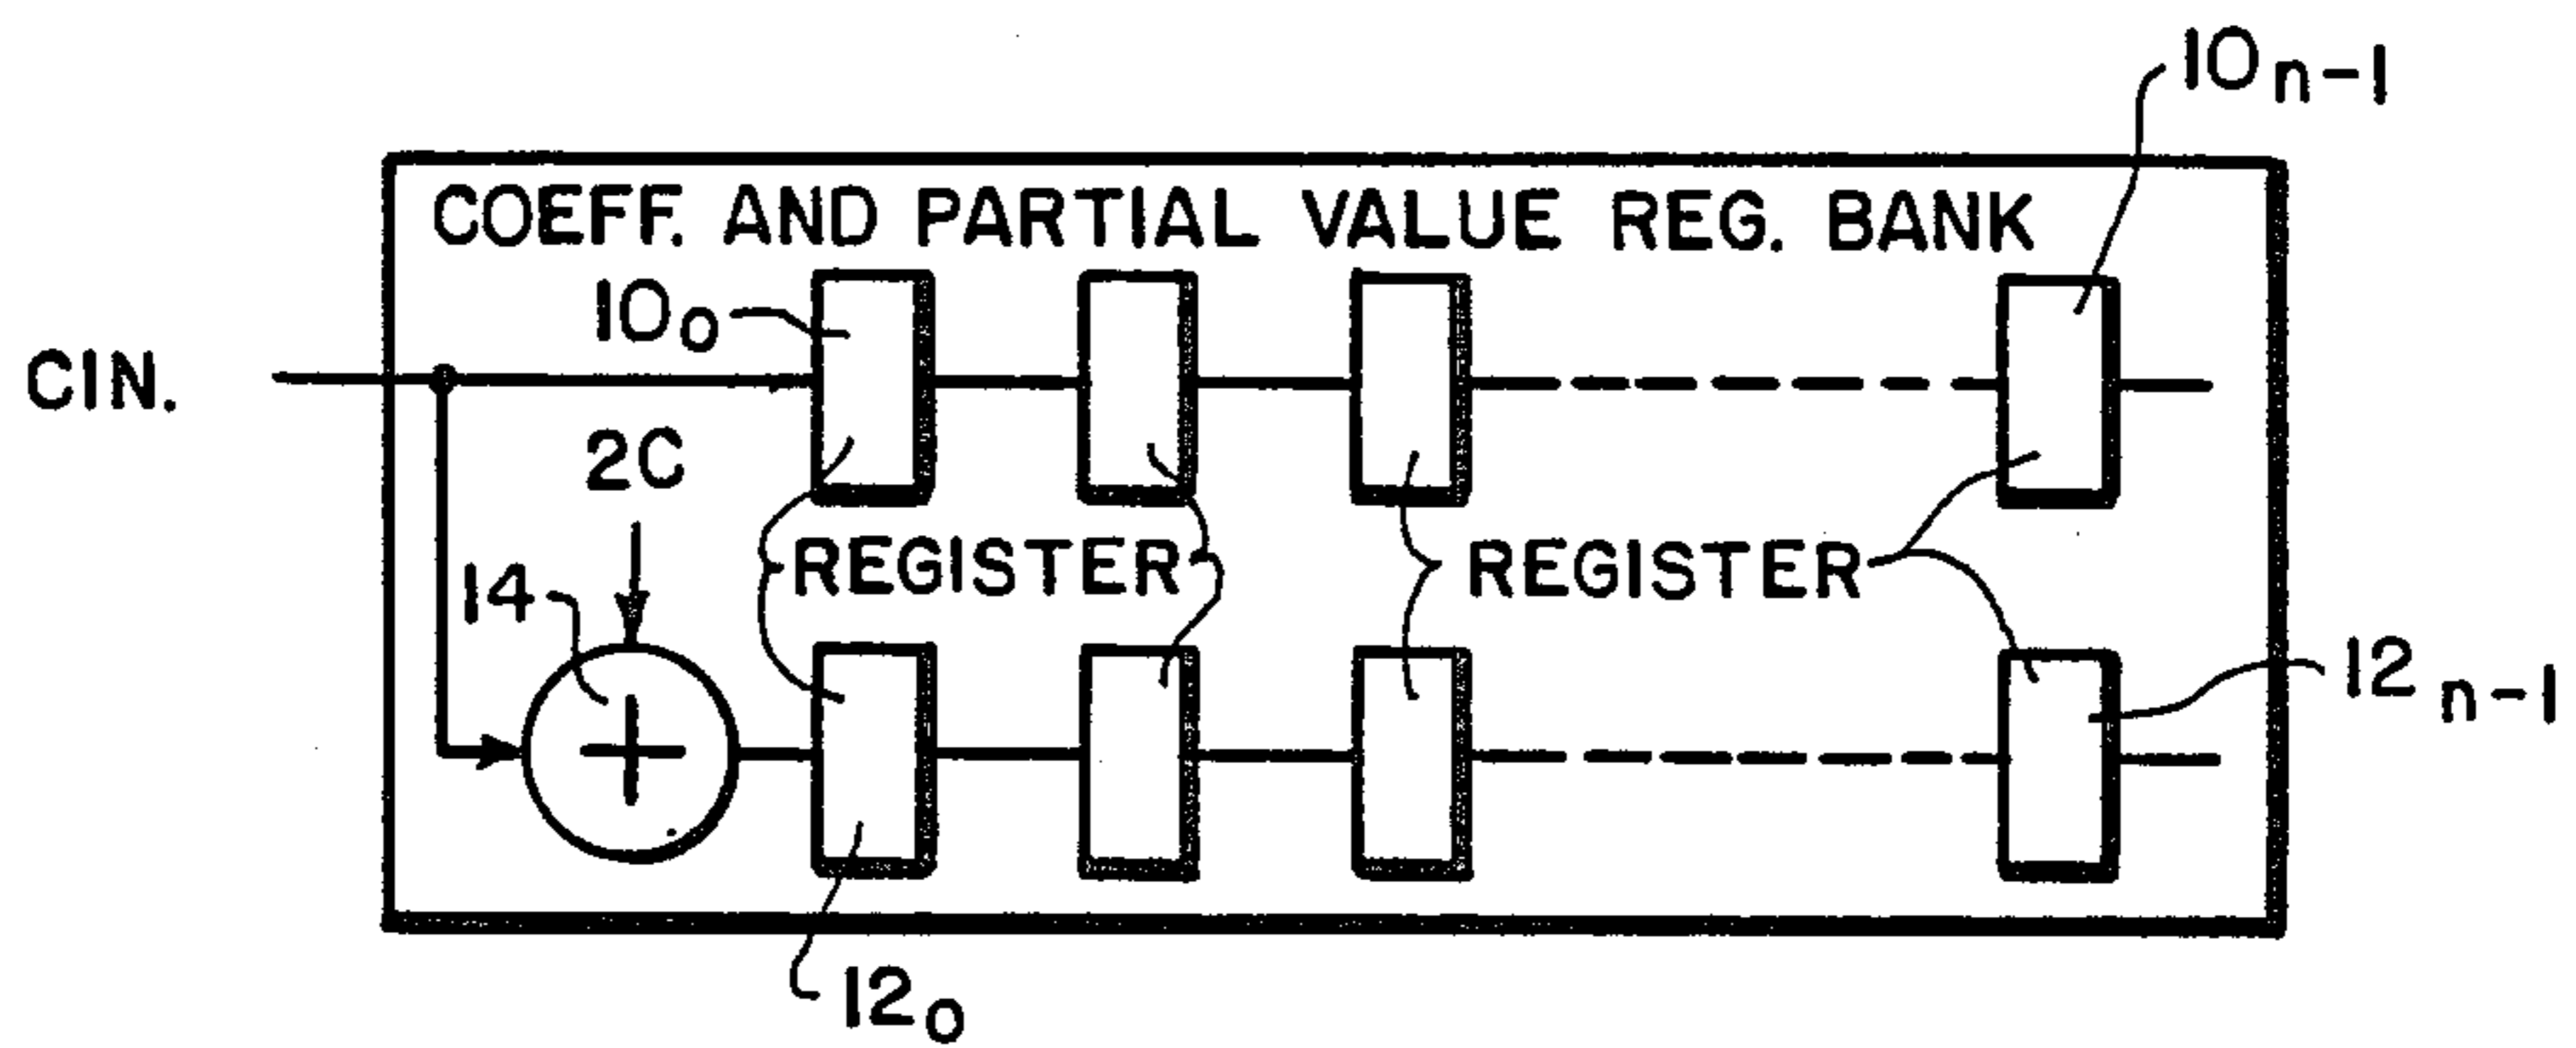 10n-1
COEFF. AND PARTIAL VALUE REG. BANK
100
CIN.
2C
14
REGISTER
REGISTER
+
12n-1
120